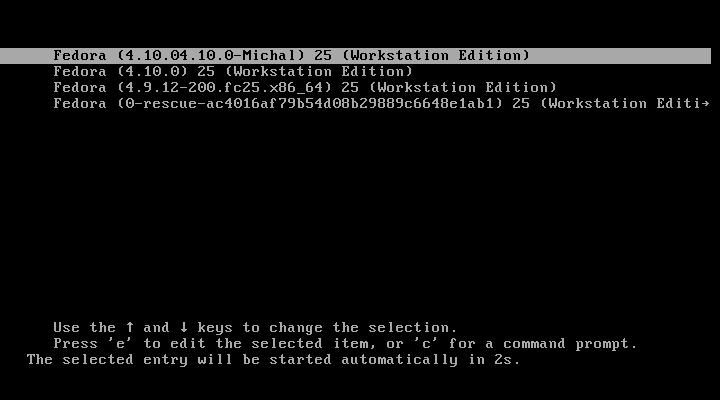 Fedora (4.10.04.10.0-Michal) 25 (Workstation Edition)
Fedora (4.10.0) 25 (Workstation Edition)
Fedora (4.9.12-200.fc25.x86_64) 25 (Workstation Edition)
Fedora (0-rescue-ac4016af79b54d08b29889c6648e1ab1) 25 (Workstation Editi→
Use the ↑ and ↓ keys to change the selection.
Press 'e' to edit the selected item, or 'c' for a command prompt.
The selected entry will be started automatically in 2s.